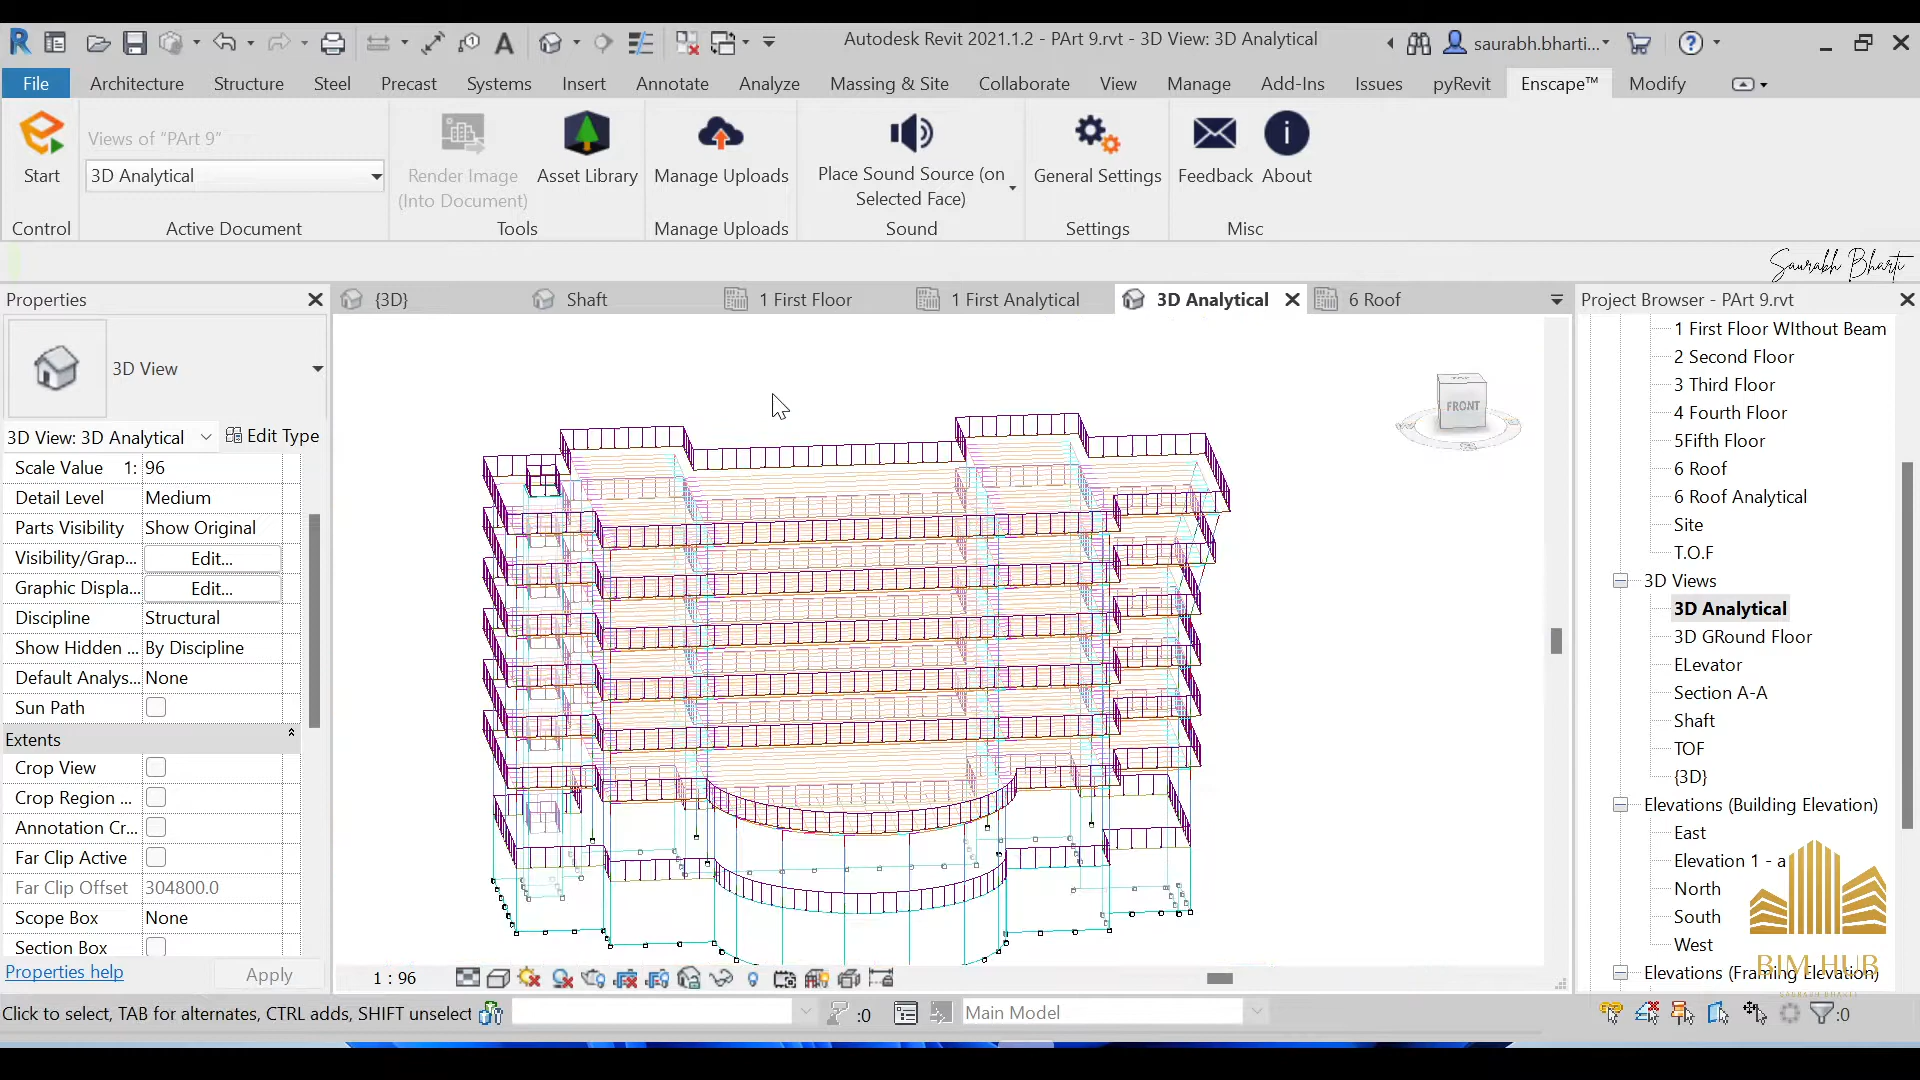 Autodesk Revit 2021.1.2 - PArt 9.rvt - 3D View: 3D Analytical
saurabh.bharti...
File Architecture Structure Steel Precast Systems Insert Annotate Analyze Massing & Site Collaborate View Manage Add-Ins Issues pyRevit Enscape™ Modify
Views of "PArt 9"
3D Analytical
Start
Render Image
(Into Document)
Asset Library
Manage Uploads
Place Sound Source (on
Selected Face)
General Settings
Feedback
About
Control Active Document Tools Manage Uploads Sound Settings Misc
Saurabh Bharti
Properties
{3D} Shaft 1 First Floor 1 First Analytical 3D Analytical 6 Roof
Project Browser - PArt 9.rvt
3D View
3D View: 3D Analytical
Edit Type
Scale Value 1: 96
Detail Level Medium
Parts Visibility Show Original
Visibility/Grap... Edit...
Graphic Displa... Edit...
Discipline Structural
Show Hidden ... By Discipline
Default Analys... None
Sun Path
Extents
Crop View
Crop Region ...
Annotation Cr...
Far Clip Active
Far Clip Offset 304800.0
Scope Box None
Section Box
Properties help
Apply
FRONT
1 First Floor WIthout Beam
2 Second Floor
3 Third Floor
4 Fourth Floor
5Fifth Floor
6 Roof
6 Roof Analytical
Site
T.O.F
3D Views
3D Analytical
3D GRound Floor
ELevator
Section A-A
Shaft
TOF
{3D}
Elevations (Building Elevation)
East
Elevation 1 - a
North
South
West
Elevations (Framing Elevation)
BIM HUB
SAURABH BHARTI
1 : 96
Click to select, TAB for alternates, CTRL adds, SHIFT unselect
:0
Main Model
:0